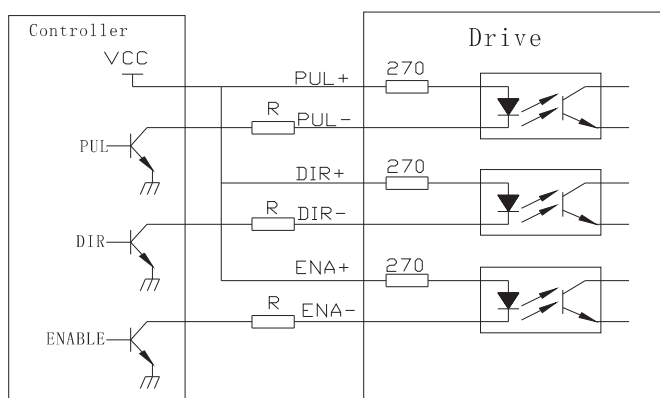 Controller
Drive
VCC
PUL+
270
R
PUL-
PUL
DIR+
270
R
DIR-
DIR
ENA+
270
R
ENA-
ENABLE